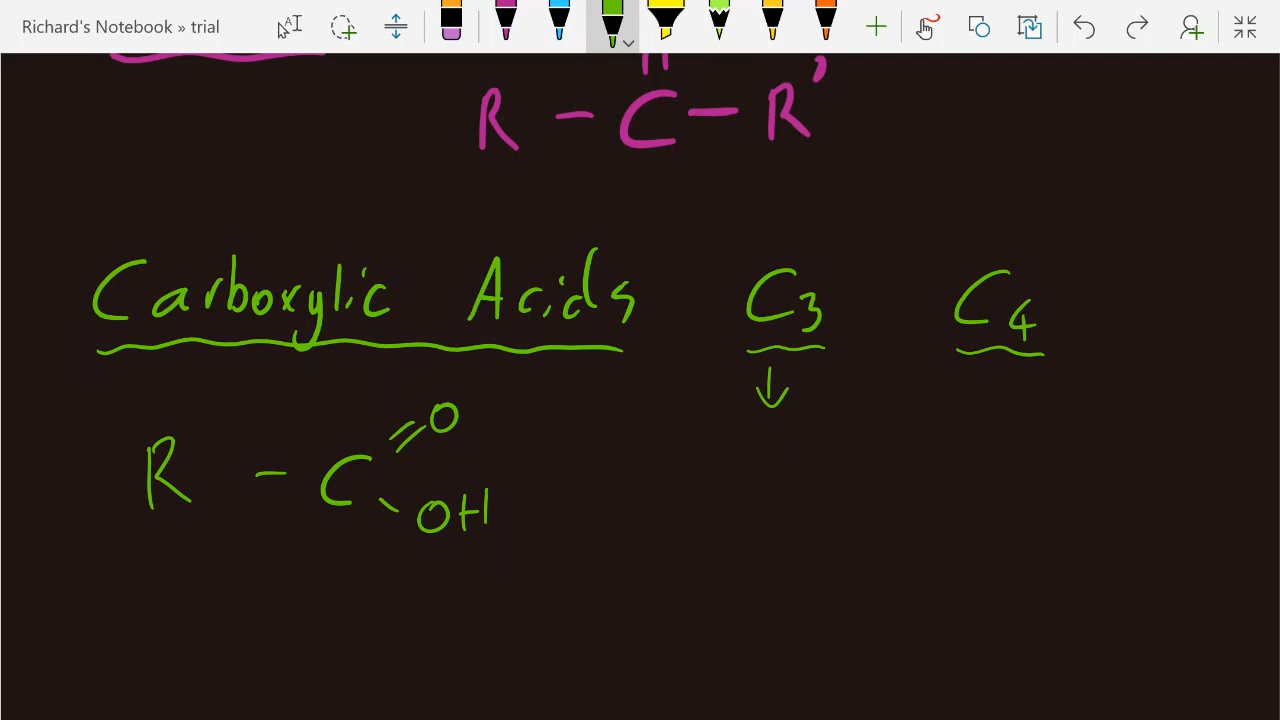 Richard's Notebook » trial
R - C - R'
Carboxylic Acids C3 C4
O
R - C
OH